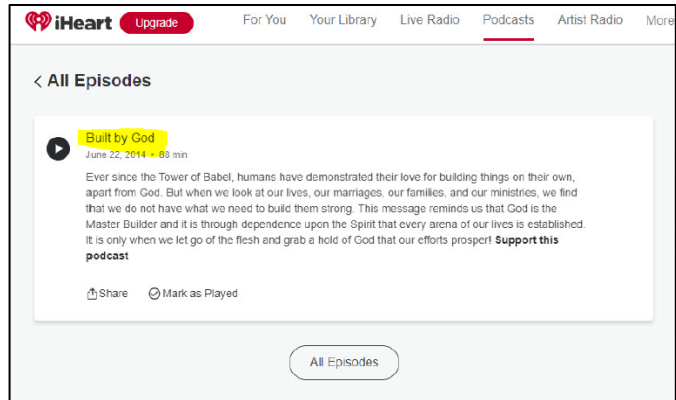 iHeart Upgrade For You Your Library Live Radio Podcasts Artist Radio More
< All Episodes
Built by God
June 22, 2014 • 88 min
Ever since the Tower of Babel, humans have demonstrated their love for building things on their own,
apart from God. But when we look at our lives, our marriages, our families, and our ministries, we find
that we do not have what we need to build them strong. This message reminds us that God is the
Master Builder and it is through dependence upon the Spirit that every arena of our lives is established.
It is only when we let go of the flesh and grab a hold of God that our efforts prosper! Support this
podcast
Share Mark as Played
All Episodes